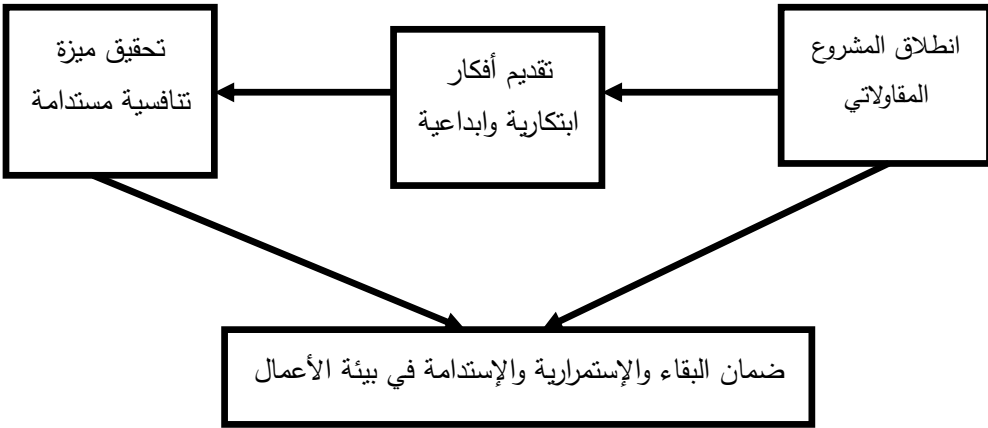 انطلاق المشروع
المقاولاتي
تقديم أفكار
ابتكارية وابداعية
تحقيق ميزة
تنافسية مستدامة
ضمان البقاء والإستمرارية والإستدامة في بيئة الأعمال